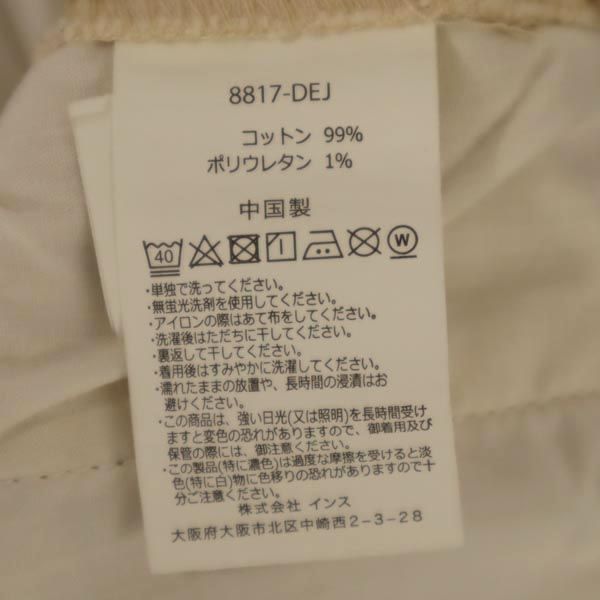 8817-DEJ
コットン 99%
ポリウレタン 1%
中国製
40 W
・単独で洗ってください。
・無蛍光洗剤を使用してください。
・アイロンの際はあて布をしてください。
・洗濯後はただちに干してください。
・裏返して干してください。
・着用後はすみやかに洗濯してください。
・濡れたままの放置や、長時間の浸漬はお
避けください。
・この商品は、強い日光(又は照明)を長時間受け
ますと変色の恐れがありますので、御着用及び
保管の際には、御注意ください。
・この製品(特に濃色)は過度な摩擦を受けると淡
色(特に白)物に色移りの恐れがありますので十
分ご注意ください。
株式会社 インス
大阪府大阪市北区中崎西2-3-28